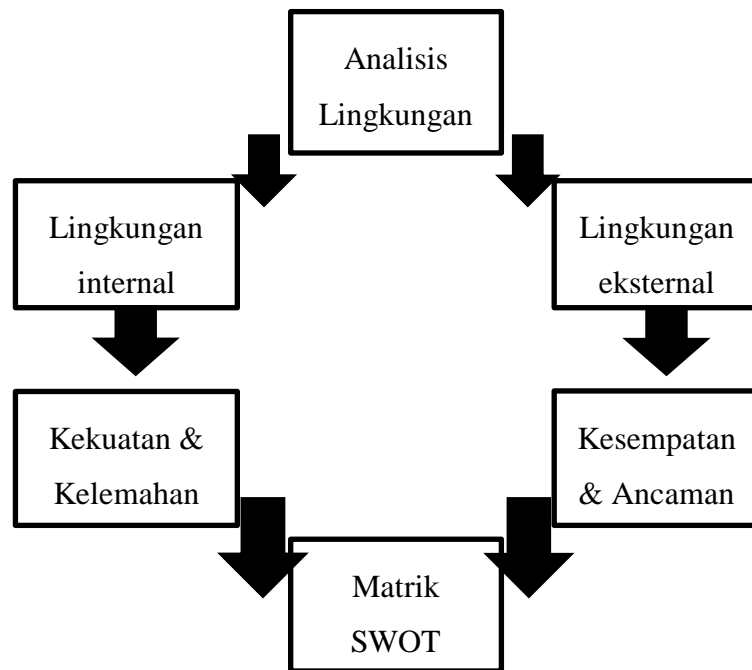 Analisis
Lingkungan
Lingkungan
internal
Lingkungan
eksternal
Kekuatan &
Kelemahan
Kesempatan
& Ancaman
Matrik
SWOT